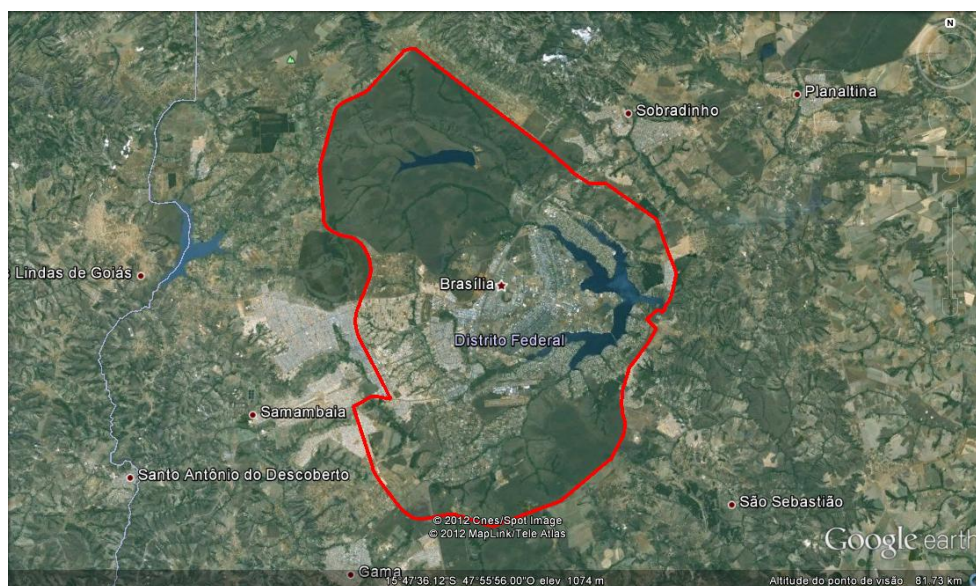 N
Planaltina
Sobradinho
Lindas de Goiás
Brasília
Distrito Federal
Samambaia
Santo Antônio do Descoberto
São Sebastião
© 2012 Cnes/Spot Image
© 2012 MapLink/Tele Atlas
Google earth
Gama
15°47'36.12"S 47°55'56.00"O elev 1074 m
Altitude do ponto de visão 81.73 km